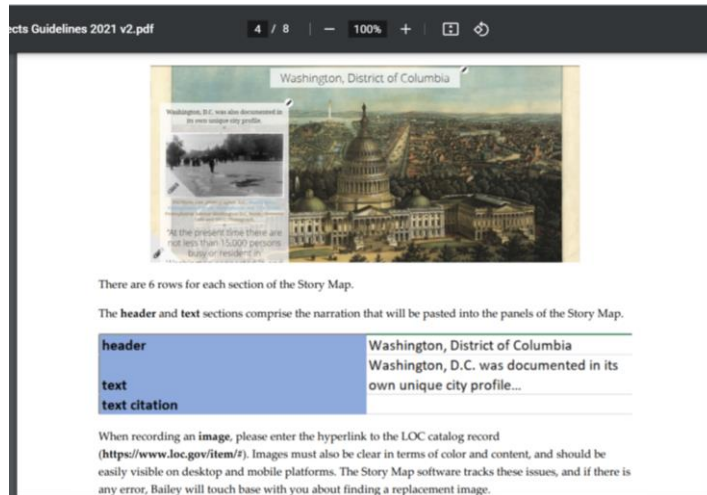 ects Guidelines 2021 v2.pdf
4 / 8
100%
Washington, District of Columbia
Washington, D.C. was also documented in
its own unique city profile.
"At the present time there are
not less than 15,000 persons
busy or resident in
There are 6 rows for each section of the Story Map.
The header and text sections comprise the narration that will be pasted into the panels of the Story Map.
header
Washington, District of Columbia
Washington, D.C. was documented in its
text
own unique city profile...
text citation
When recording an image, please enter the hyperlink to the LOC catalog record
(https://www.loc.gov/item/#). Images must also be clear in terms of color and content, and should be
easily visible on desktop and mobile platforms. The Story Map software tracks these issues, and if there is
any error, Bailey will touch base with you about finding a replacement image.